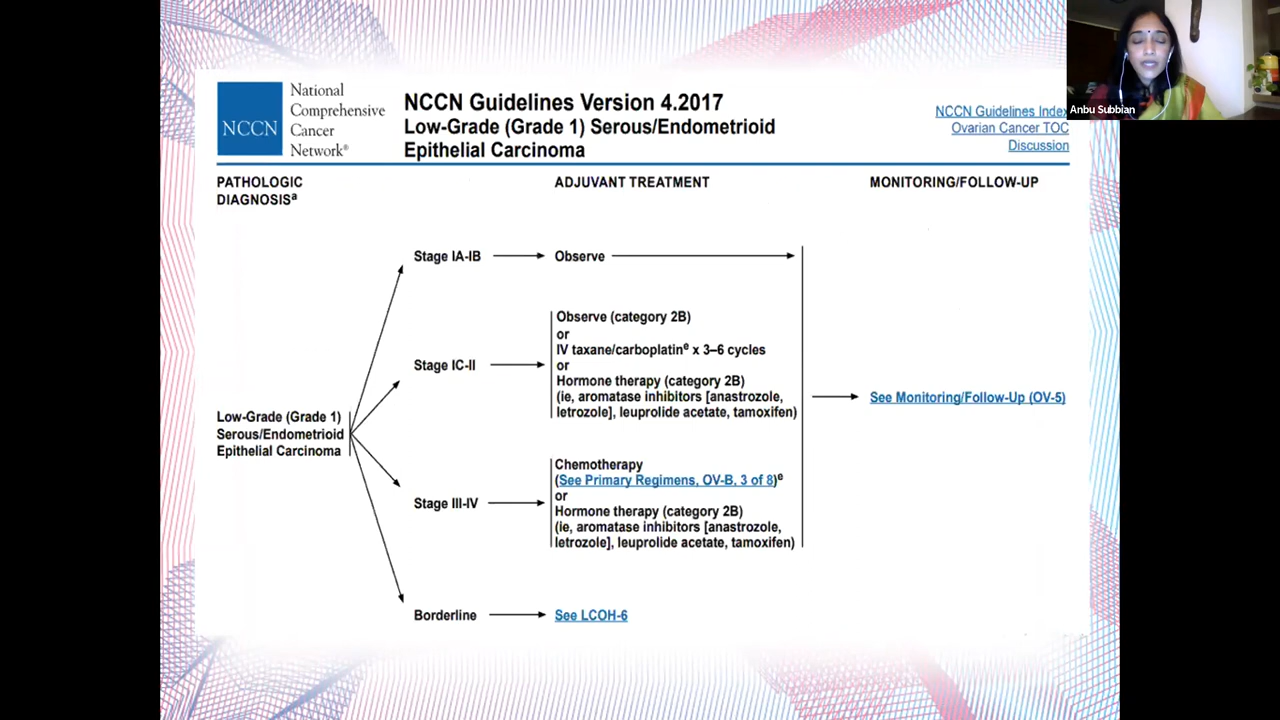 NCCN
National
Comprehensive
Cancer
Network®
NCCN Guidelines Version 4.2017
Low-Grade (Grade 1) Serous/Endometrioid
Epithelial Carcinoma
NCCN Guidelines Index
Ovarian Cancer TOC
Discussion
Anbu Subbian
PATHOLOGIC
DIAGNOSISa
ADJUVANT TREATMENT
MONITORING/FOLLOW-UP
Low-Grade (Grade 1)
Serous/Endometrioid
Epithelial Carcinoma
Stage IA-IB
Observe
Stage IC-II
Observe (category 2B)
or
IV taxane/carboplatine x 3–6 cycles
or
Hormone therapy (category 2B)
(ie, aromatase inhibitors [anastrozole,
letrozole], leuprolide acetate, tamoxifen)
Stage III-IV
Chemotherapy
(See Primary Regimens, OV-B, 3 of 8)e
or
Hormone therapy (category 2B)
(ie, aromatase inhibitors [anastrozole,
letrozole], leuprolide acetate, tamoxifen)
Borderline
See LCOH-6
See Monitoring/Follow-Up (OV-5)